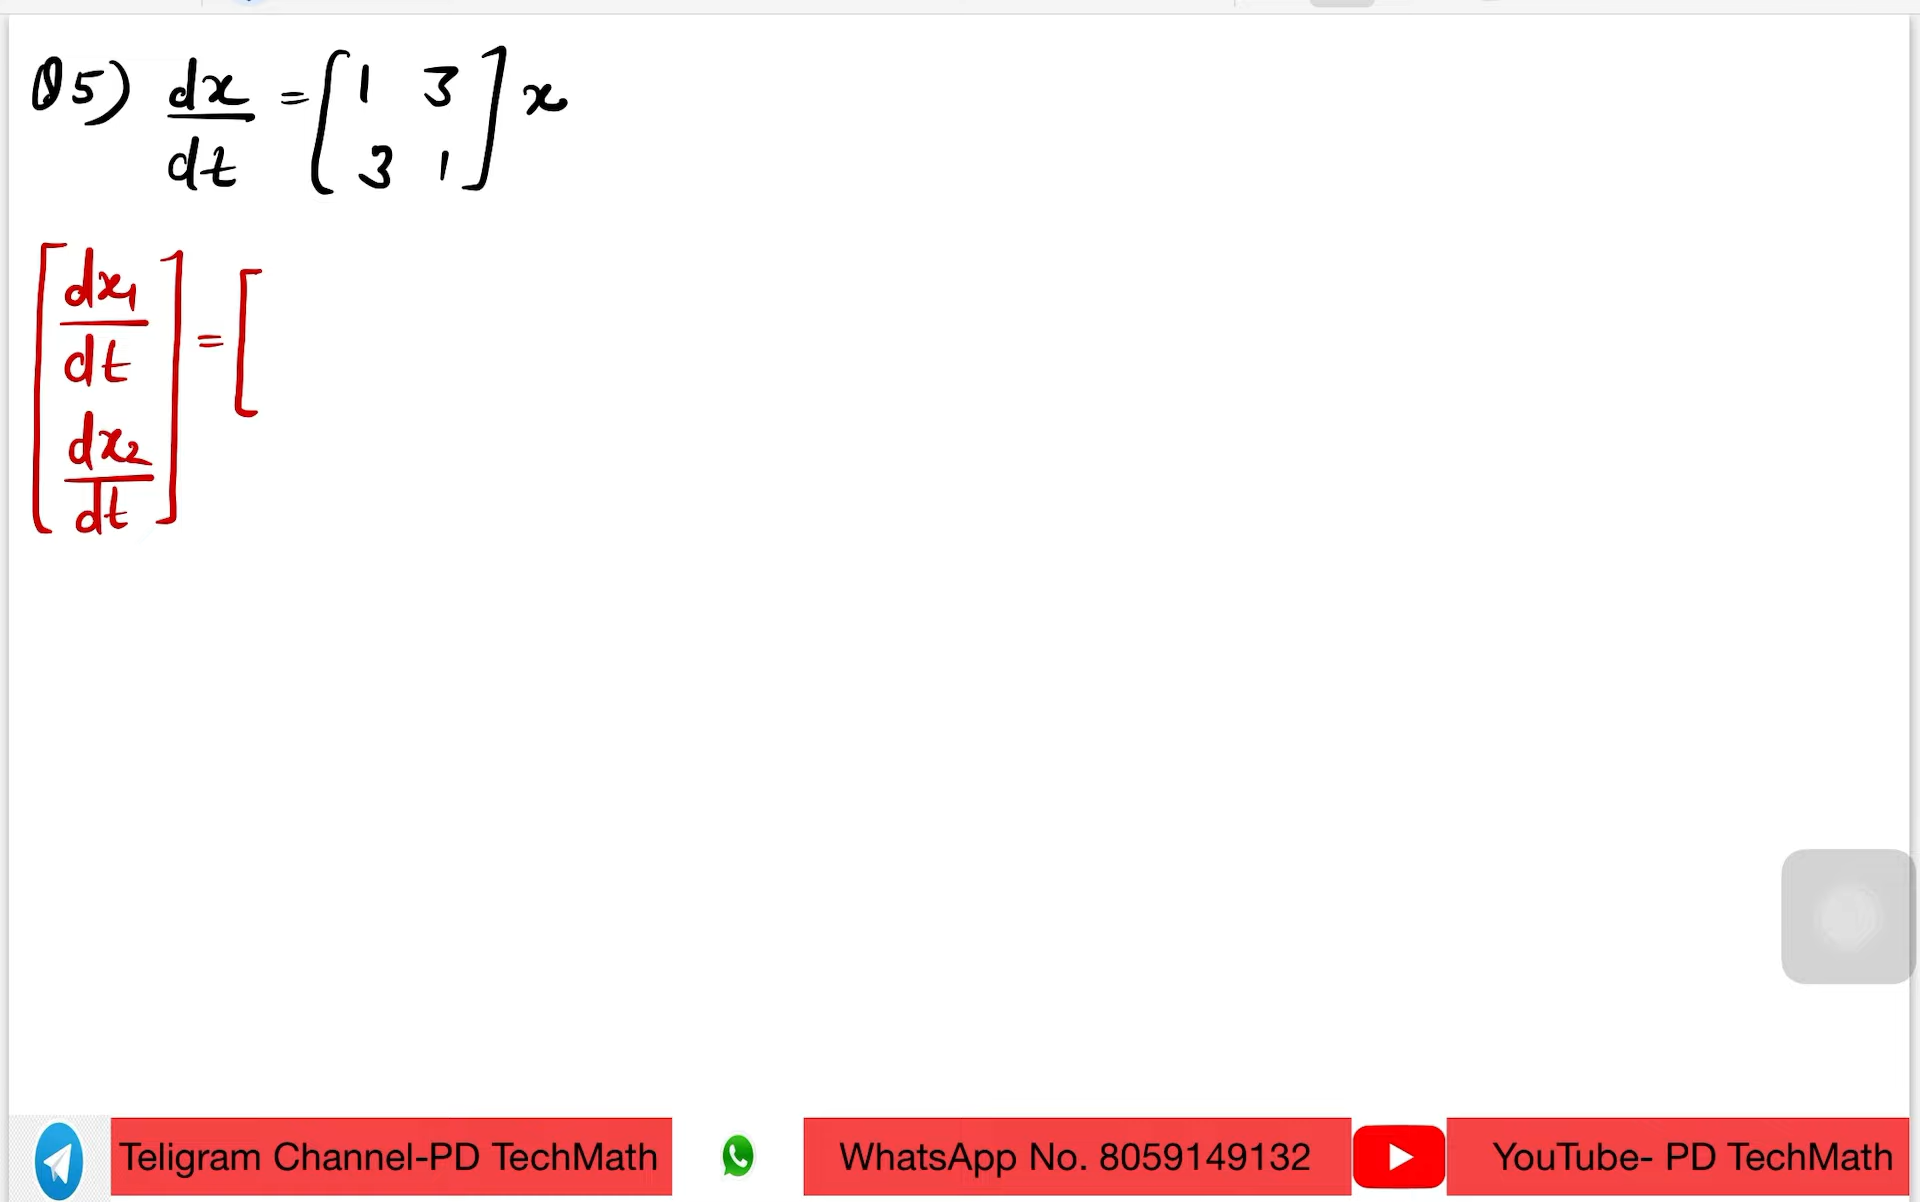 Q5) dx/dt = [1 3
3 1] x
[dx₁/dt
dx₂/dt] = [
Teligram Channel-PD TechMath
WhatsApp No. 8059149132
YouTube- PD TechMath